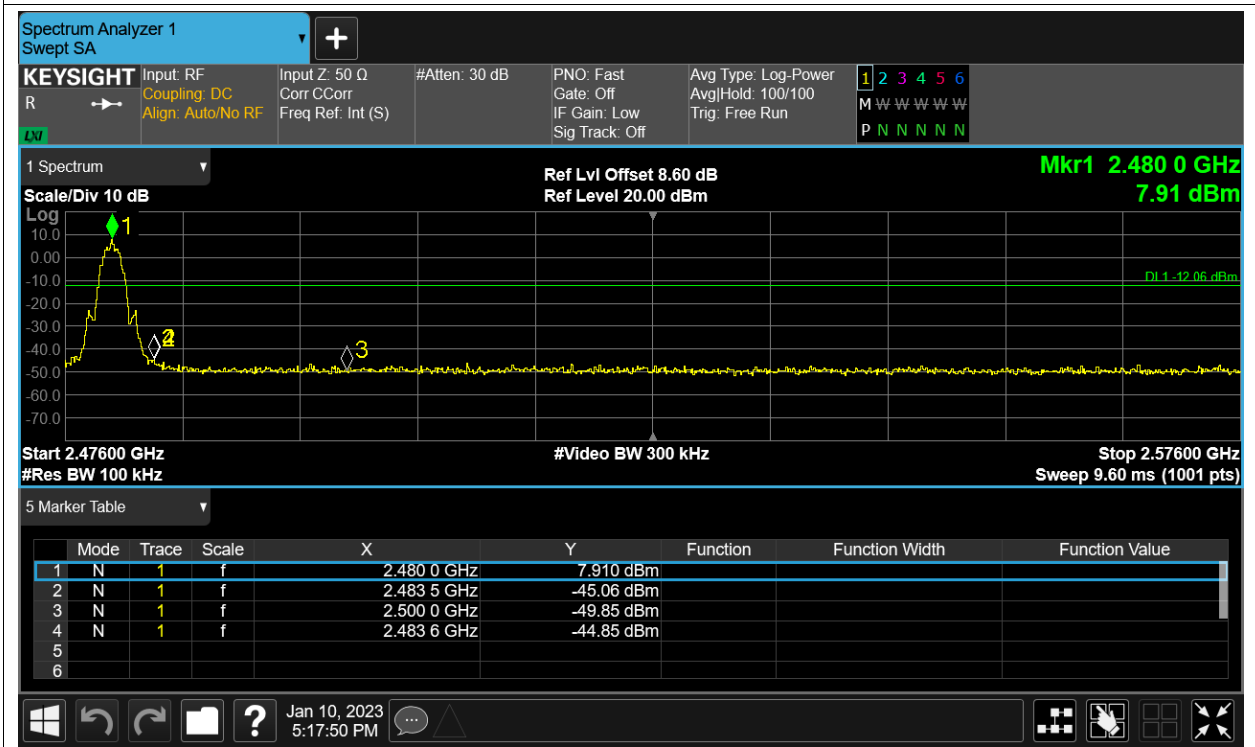 Spectrum Analyzer 1
Swept SA
KEYSIGHT
R
LXI
Input: RF
Coupling: DC
Align: Auto/No RF
Input Z: 50 Ω
Corr CCorr
Freq Ref: Int (S)
#Atten: 30 dB
PNO: Fast
Gate: Off
IF Gain: Low
Sig Track: Off
Avg Type: Log-Power
Avg|Hold: 100/100
Trig: Free Run
1 2 3 4 5 6
M W W W W W
P N N N N N
1 Spectrum
Scale/Div 10 dB
Ref Lvl Offset 8.60 dB
Ref Level 20.00 dBm
Mkr1 2.480 0 GHz
7.91 dBm
Log
10.0
0.00
-10.0
-20.0
-30.0
-40.0
-50.0
-60.0
-70.0
1
DL1 -12.06 dBm
2
4
3
Start 2.47600 GHz
#Video BW 300 kHz
Stop 2.57600 GHz
#Res BW 100 kHz
Sweep 9.60 ms (1001 pts)
5 Marker Table
Mode Trace Scale X Y Function Function Width Function Value
1 N 1 f 2.480 0 GHz 7.910 dBm
2 N 1 f 2.483 5 GHz -45.06 dBm
3 N 1 f 2.500 0 GHz -49.85 dBm
4 N 1 f 2.483 6 GHz -44.85 dBm
5
6
?
Jan 10, 2023
5:17:50 PM